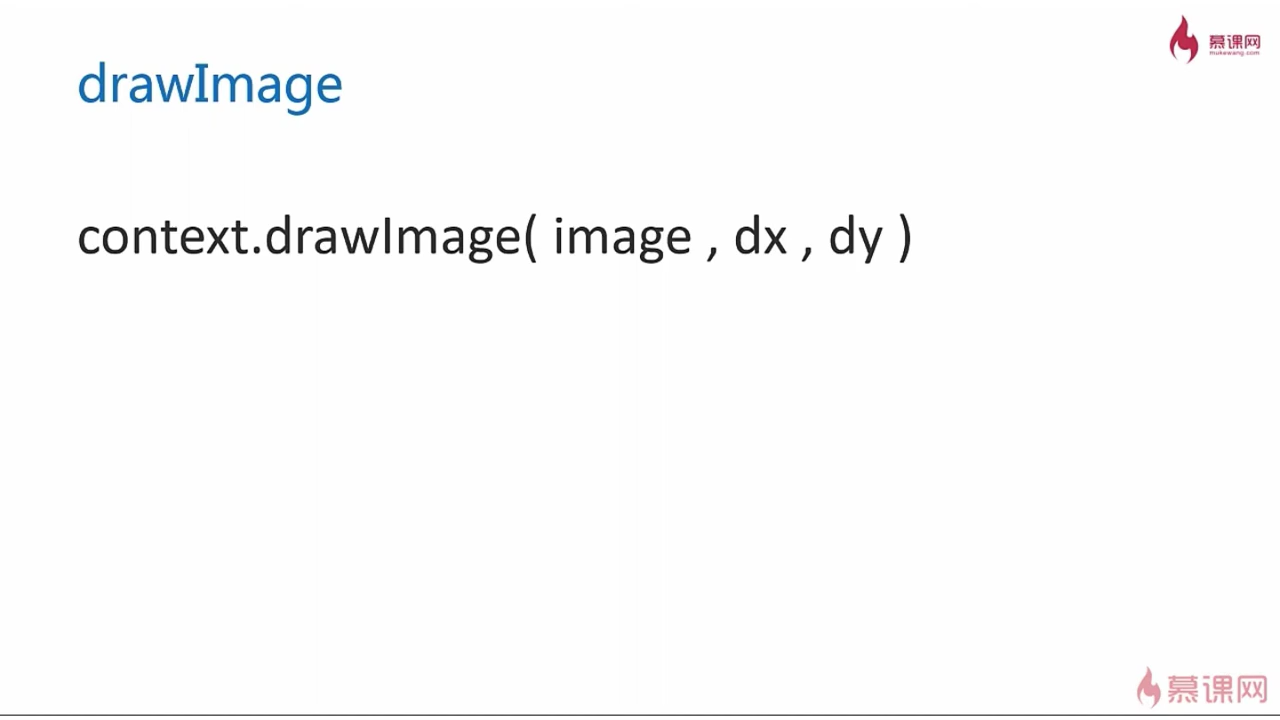 慕课网
mukewang.com
drawImage
context.drawImage( image , dx , dy )
慕课网